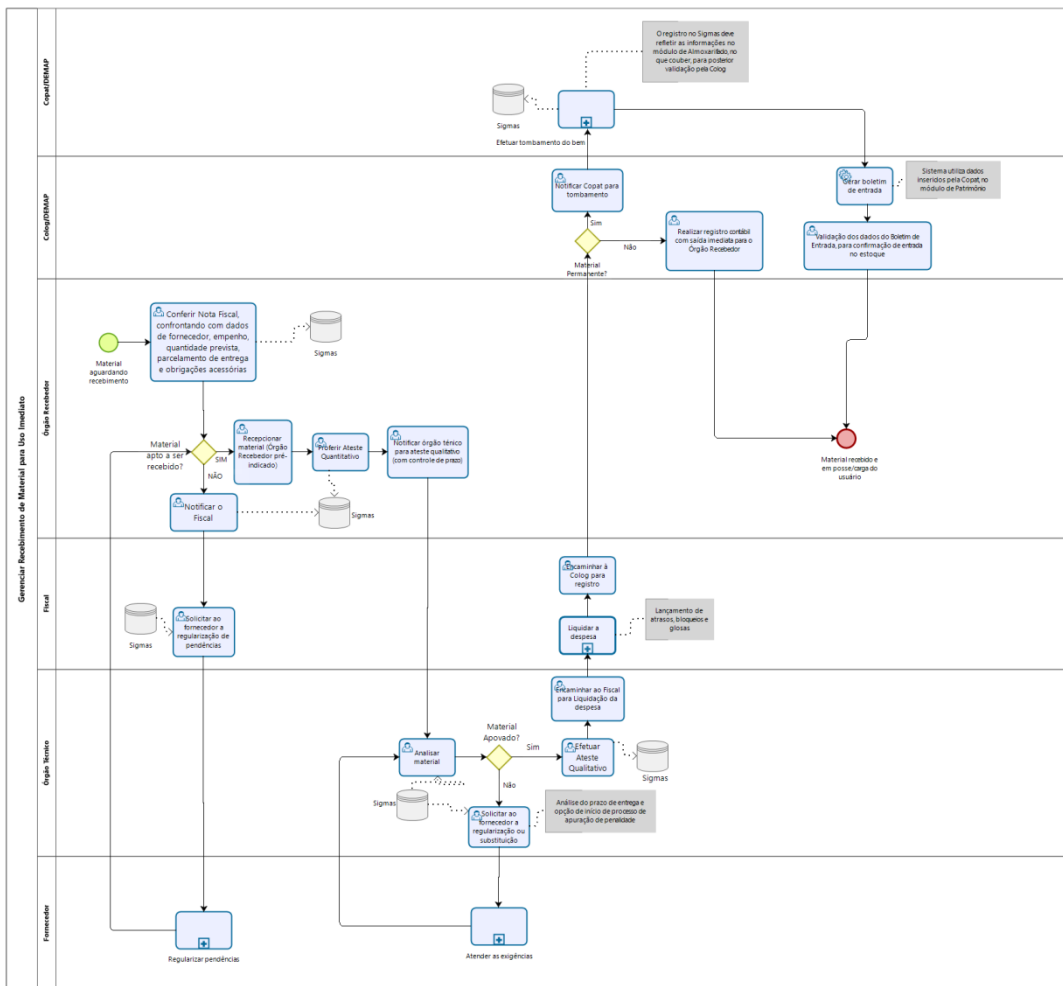 Gerenciar Recebimento de Material para Uso Imediato
Copat/DEMAP
O registro no Sigmas deve
refletir as informações no
módulo de Almoxarifado, no
que couber, para posterior
validação pela Colog
Sigmas
Efetuar tombamento do bem
Colog/DEMAP
Notificar Copat para
tombamento
Sim
Material
Permanente?
Não
Realizar registro contábil
com saída imediata para o
Órgão Recebedor
Gerar boletim
de entrada
Sistema utiliza dados
inseridos pela Copat, no
módulo de Patrimônio
Validação dos dados do Boletim de
Entrada, para confirmação de entrada
no estoque
Órgão Recebedor
Material
aguardando
recebimento
Conferir Nota Fiscal,
confrontando com dados
de fornecedor, empenho,
quantidade prevista,
parcelamento de entrega
e obrigações acessórias
Sigmas
Material
apto a ser
recebido?
SIM
NÃO
Recepcionar
material (Órgão
Recebedor pré-
indicado)
Proferir Ateste
Quantitativo
Notificar órgão ténico
para ateste qualitativo
(com controle de prazo)
Notificar o
Fiscal
Sigmas
Material recebido e
em posse/carga do
usuário
Fiscal
Encaminhar à
Colog para
registro
Solicitar ao
fornecedor a
regularização de
pendências
Sigmas
Liquidar a
despesa
Lançamento de
atrasos, bloqueios e
glosas
Órgão Técnico
Encaminhar ao Fiscal
para Liquidação da
despesa
Analisar
material
Material
Apovado?
Sim
Não
Efetuar
Ateste
Qualitativo
Sigmas
Sigmas
Solicitar ao
fornecedor a
regularização ou
substituição
Análise do prazo de entrega e
opção de início de processo de
apuração de penalidade
Fornecedor
Regularizar pendências
Atender as exigências